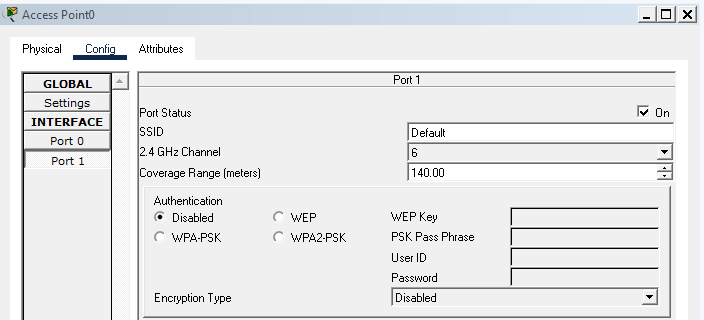 Access Point0
Physical Config Attributes
GLOBAL
Settings
INTERFACE
Port 0
Port 1
Port 1
Port Status On
SSID Default
2.4 GHz Channel 6
Coverage Range (meters) 140.00
Authentication
Disabled WEP WEP Key
WPA-PSK WPA2-PSK PSK Pass Phrase
User ID
Password
Encryption Type Disabled